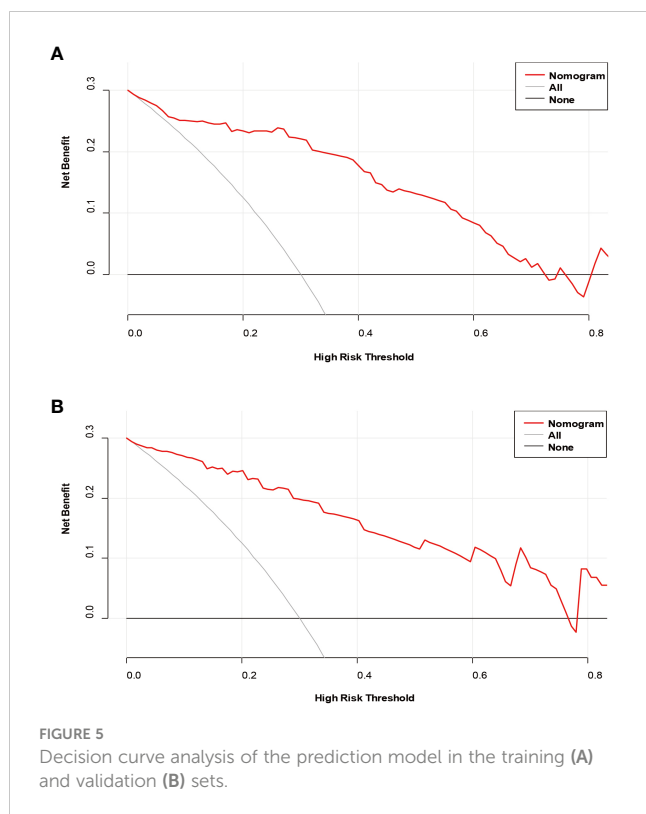 A
Nomogram
All
None
Net Benefit
0.3
0.2
0.1
0.0
0.0 0.2 0.4 0.6 0.8
High Risk Threshold
B
Nomogram
All
None
Net Benefit
0.3
0.2
0.1
0.0
0.0 0.2 0.4 0.6 0.8
High Risk Threshold
FIGURE 5
Decision curve analysis of the prediction model in the training (A)
and validation (B) sets.